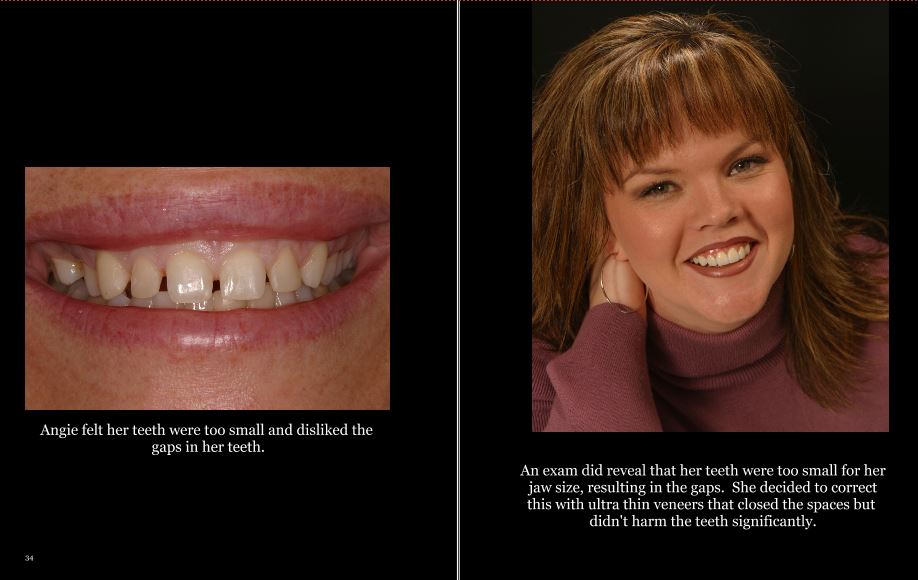 Angie felt her teeth were too small and disliked the
gaps in her teeth.
34
An exam did reveal that her teeth were too small for her
jaw size, resulting in the gaps.  She decided to correct
this with ultra thin veneers that closed the spaces but
didn't harm the teeth significantly.